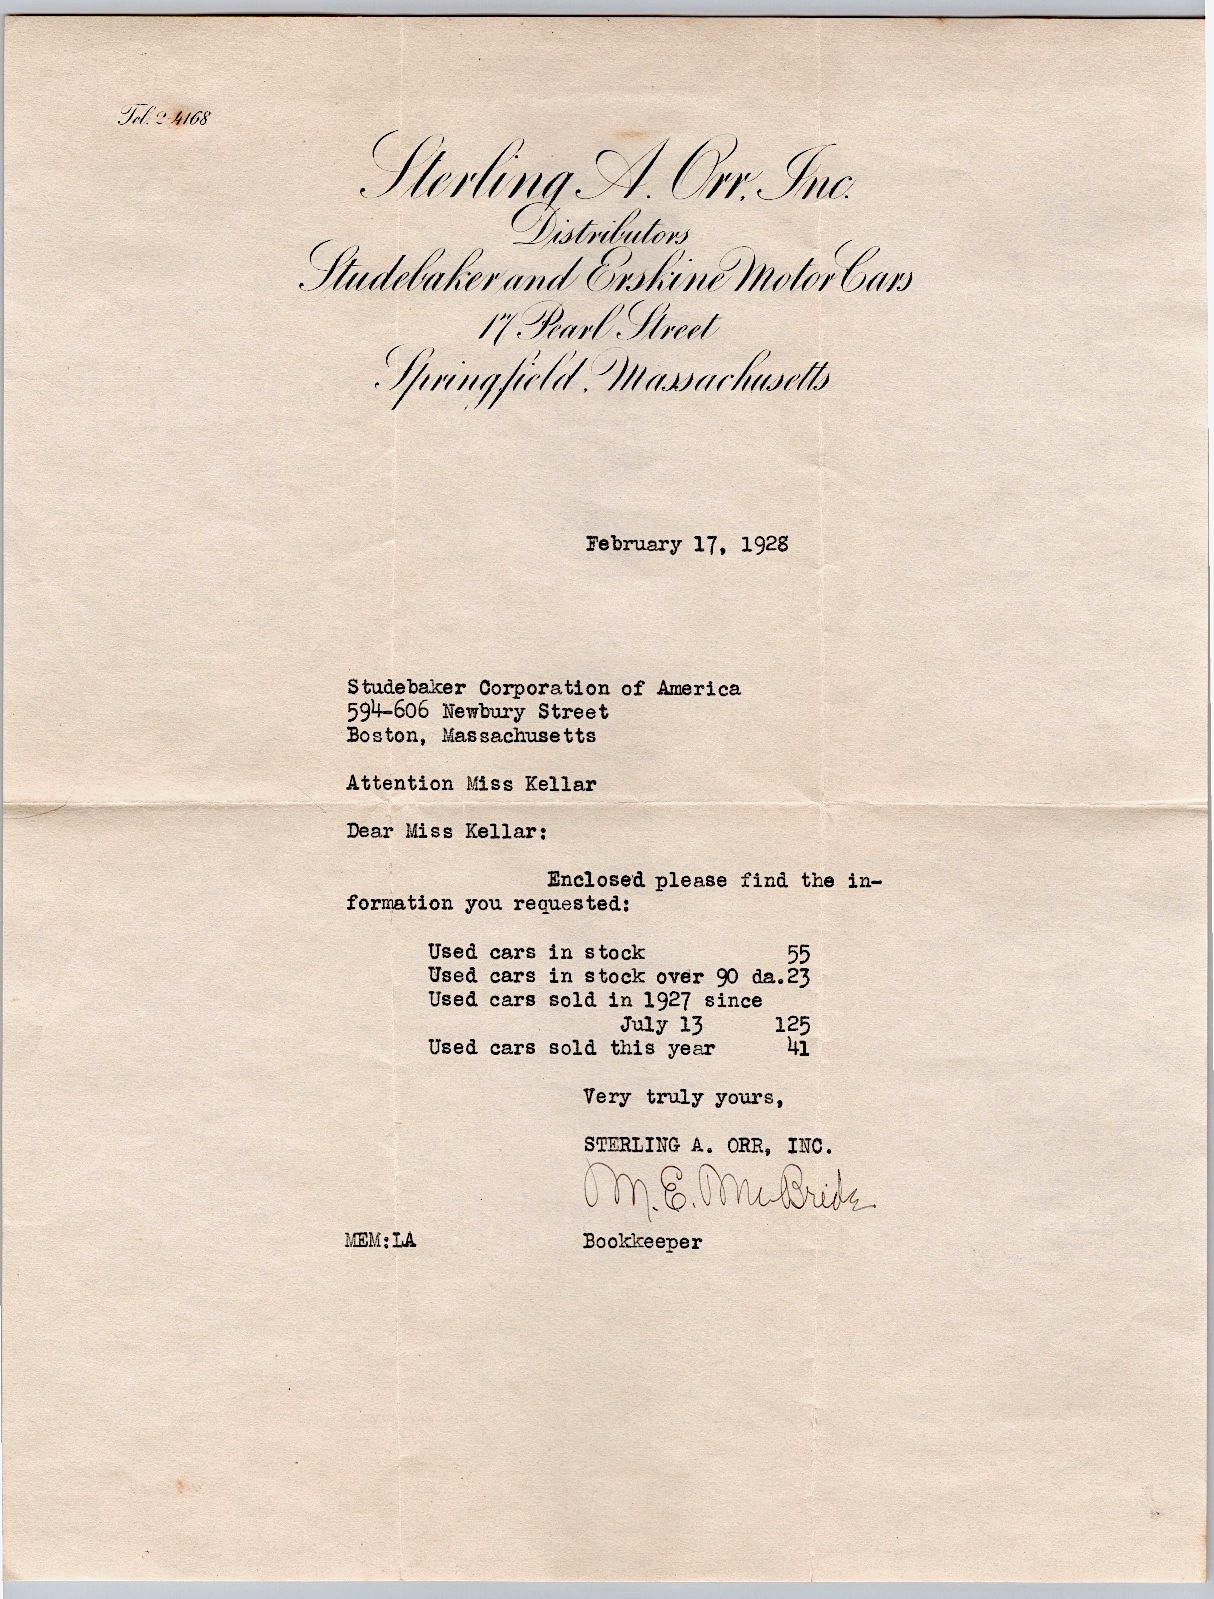 Tel. 2-4168
Sterling A. Orr, Inc.
Distributors
Studebaker and Erskine Motor Cars
17 Pearl Street
Springfield, Massachusetts
February 17, 1928
Studebaker Corporation of America
594-606 Newbury Street
Boston, Massachusetts
Attention Miss Kellar
Dear Miss Kellar:
Enclosed please find the in-
formation you requested:
Used cars in stock 55
Used cars in stock over 90 da.23
Used cars sold in 1927 since
July 13 125
Used cars sold this year 41
Very truly yours,
STERLING A. ORR, INC.
M. E. McBride
MEM:LA Bookkeeper